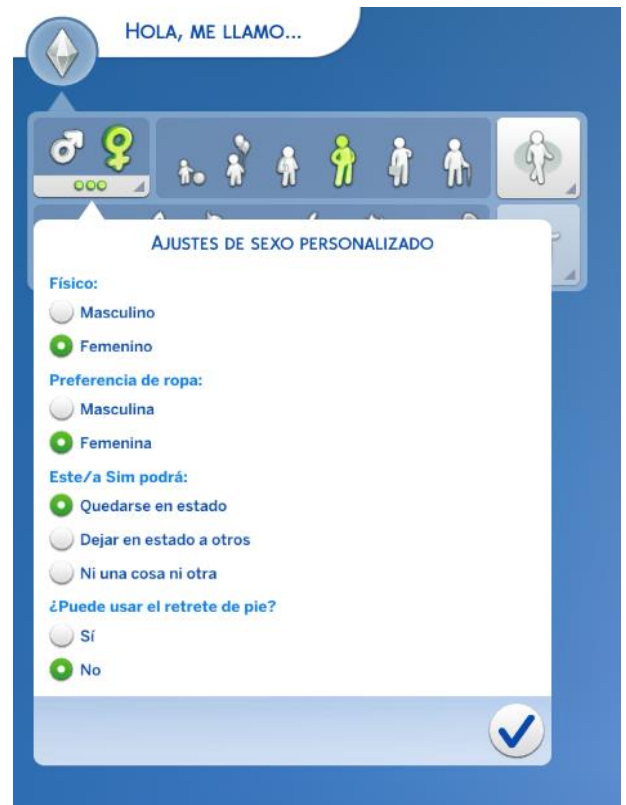 HOLA, ME LLAMO...
AJUSTES DE SEXO PERSONALIZADO
Físico:
Masculino
Femenino
Preferencia de ropa:
Masculina
Femenina
Este/a Sim podrá:
Quedarse en estado
Dejar en estado a otros
Ni una cosa ni otra
¿Puede usar el retrete de pie?
Sí
No